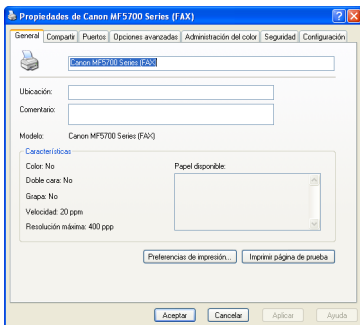 Propiedades de Canon MF5700 Series (FAX)
General Compartir Puertos Opciones avanzadas Administración del color Seguridad Configuración
Canon MF5700 Series (FAX)
Ubicación:
Comentario:
Modelo: Canon MF5700 Series (FAX)
Características
Color: No Papel disponible:
Doble cara: No
Grapa: No
Velocidad: 20 ppm
Resolución máxima: 400 ppp
Preferencias de impresión... Imprimir página de prueba
Aceptar Cancelar Aplicar Ayuda